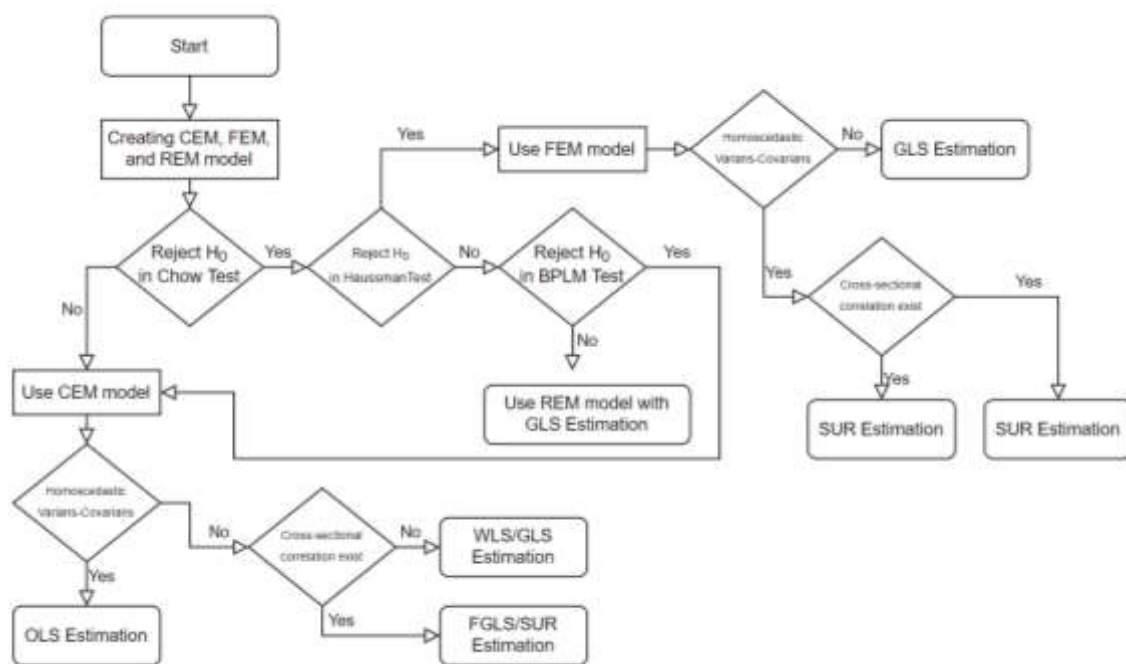 Start
Creating CEM, FEM,
and REM model
Reject H0
in Chow Test
Yes
No
Reject H0
in HaussmanTest
Yes
No
Use FEM model
Homoscedastic
Varians-Covarians
No
GLS Estimation
Yes
Cross-sectional
correlation exist
Yes
Yes
SUR Estimation
SUR Estimation
Reject H0
in BPLM Test
Yes
No
Use REM model with
GLS Estimation
Use CEM model
Homoscedastic
Varians-Covarians
No
Yes
OLS Estimation
Cross-sectional
correlation exist
No
WLS/GLS
Estimation
Yes
FGLS/SUR
Estimation